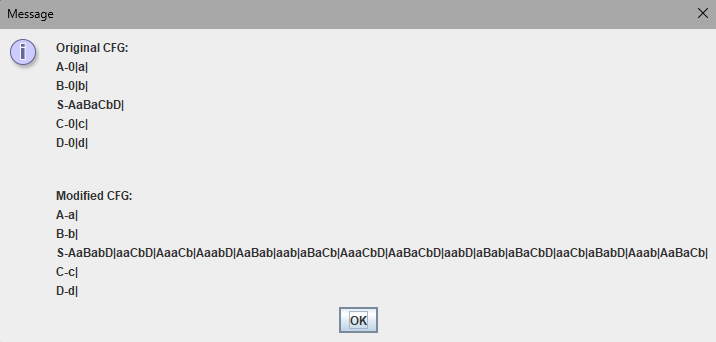 Message
Original CFG:
A-0|a|
B-0|b|
S-AaBaCbD|
C-0|c|
D-0|d|
Modified CFG:
A-a|
B-b|
S-AaBabD|aaCbD|AaaCb|AaabD|AaBab|aab|aBaCb|AaaCbD|AaBaCbD|aabD|aBab|aBaCbD|aaCb|aBabD|Aaab|AaBaCb|
C-c|
D-d|
OK